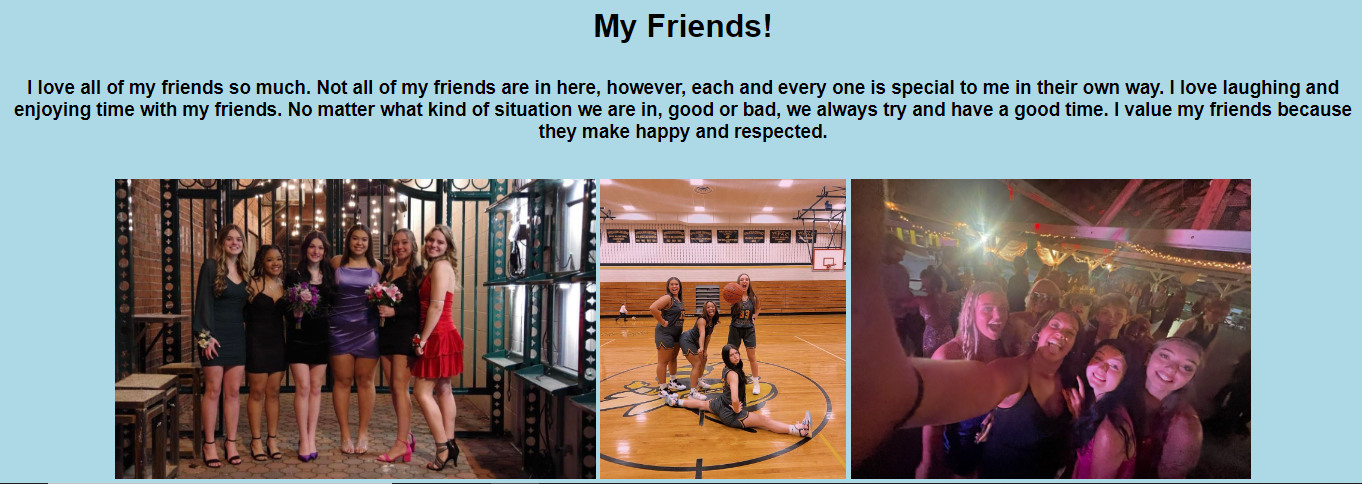 My Friends!
I love all of my friends so much. Not all of my friends are in here, however, each and every one is special to me in their own way. I love laughing and
enjoying time with my friends. No matter what kind of situation we are in, good or bad, we always try and have a good time. I value my friends because
they make happy and respected.
33